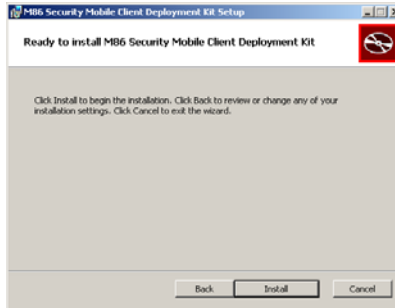 M86 Security Mobile Client Deployment Kit Setup
Ready to install M86 Security Mobile Client Deployment Kit
Click Install to begin the installation. Click Back to review or change any of your
installation settings. Click Cancel to exit the wizard.
Back Install Cancel